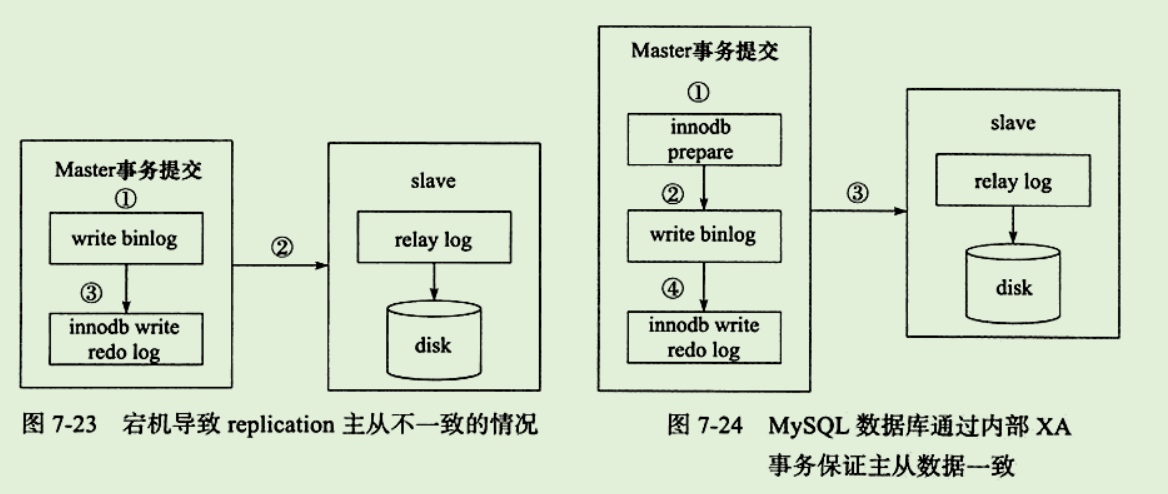 Master事务提交
①
write binlog
③
innodb write
redo log
②
slave
relay log
disk
图 7-23 宕机导致 replication 主从不一致的情况
Master事务提交
①
innodb
prepare
②
write binlog
④
innodb write
redo log
③
slave
relay log
disk
图 7-24 MySQL 数据库通过内部 XA
事务保证主从数据一致